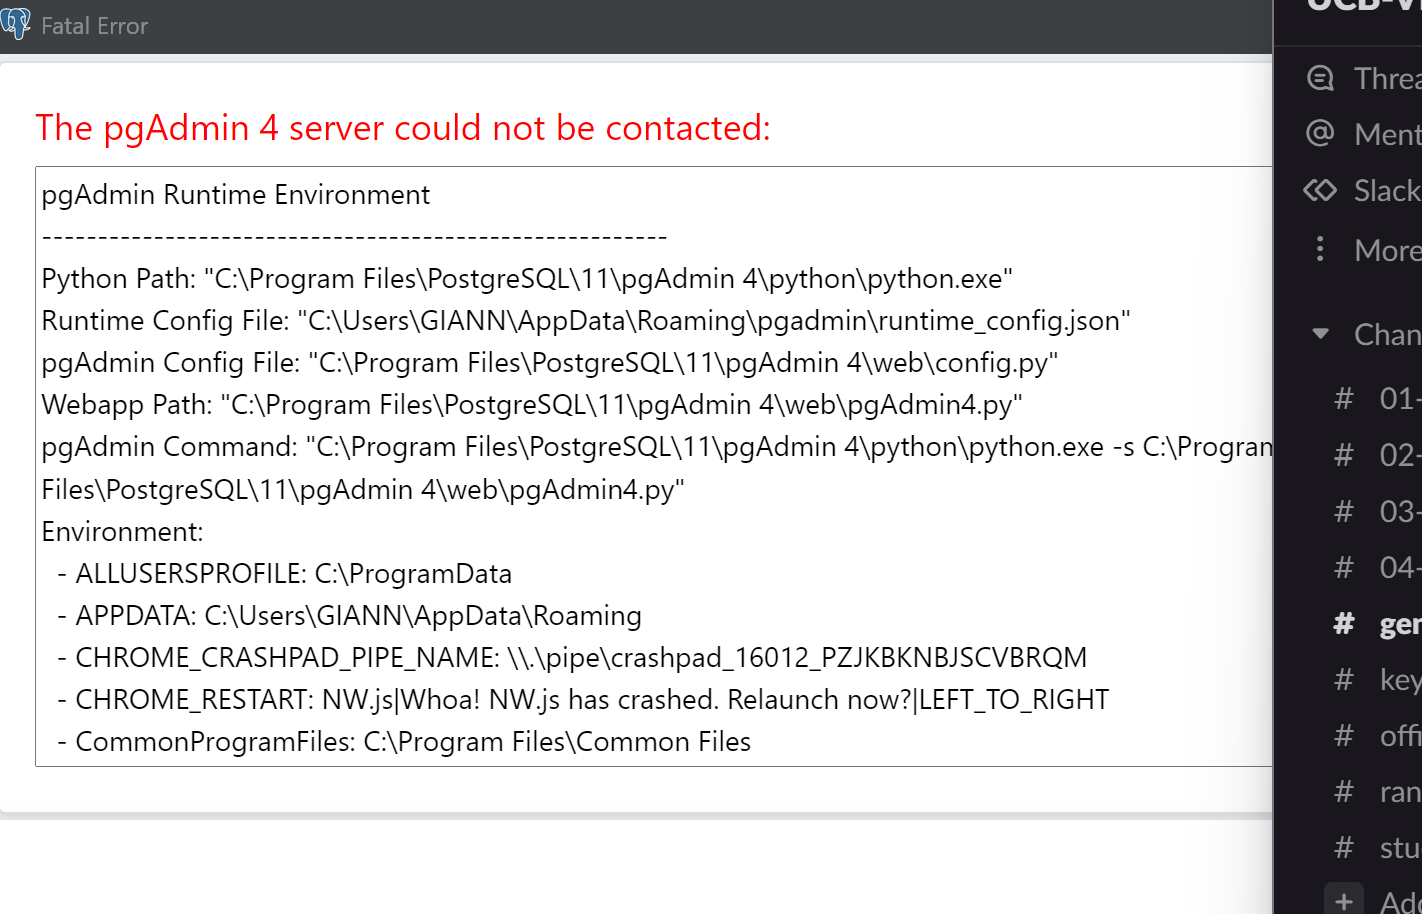 Fatal Error
The pgAdmin 4 server could not be contacted:
pgAdmin Runtime Environment
--------------------------------------------------------
Python Path: "C:\Program Files\PostgreSQL\11\pgAdmin 4\python\python.exe"
Runtime Config File: "C:\Users\GIANN\AppData\Roaming\pgadmin\runtime_config.json"
pgAdmin Config File: "C:\Program Files\PostgreSQL\11\pgAdmin 4\web\config.py"
Webapp Path: "C:\Program Files\PostgreSQL\11\pgAdmin 4\web\pgAdmin4.py"
pgAdmin Command: "C:\Program Files\PostgreSQL\11\pgAdmin 4\python\python.exe -s C:\Program
Files\PostgreSQL\11\pgAdmin 4\web\pgAdmin4.py"
Environment:
- ALLUSERSPROFILE: C:\ProgramData
- APPDATA: C:\Users\GIANN\AppData\Roaming
- CHROME_CRASHPAD_PIPE_NAME: \\.\pipe\crashpad_16012_PZJKBKNBJSCVBRQM
- CHROME_RESTART: NW.js|Whoa! NW.js has crashed. Relaunch now?|LEFT_TO_RIGHT
- CommonProgramFiles: C:\Program Files\Common Files
Threa
Ment
Slack
More
Chan
# 01-
# 02-
# 03-
# 04-
# gen
# key
# offi
# ran
# stu
+ Add